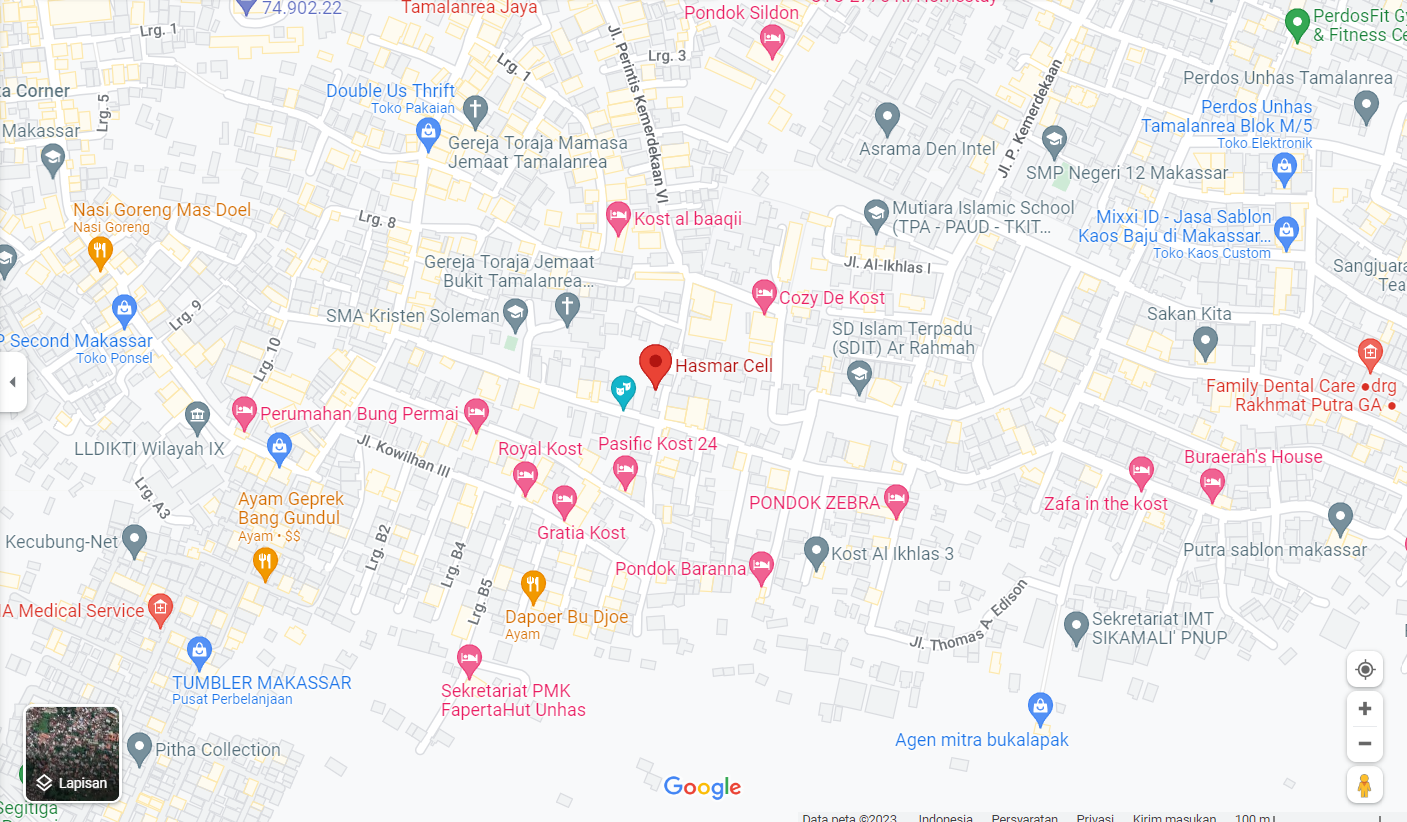 74.902.22
Tamalanrea Jaya
Pondok Sildon
PerdosFit Gy
& Fitness Ce
Lrg. 1
Jl. Perintis Kemerdekaan VI
Lrg. 3
Lrg. 1
Perdos Unhas Tamalanrea
ta Corner
Lrg. 5
Double Us Thrift
Toko Pakaian
Jl. P. Kemerdekaan
Perdos Unhas
Tamalanrea Blok M/5
Toko Elektronik
Makassar
Gereja Toraja Mamasa
Jemaat Tamalanrea
Asrama Den Intel
SMP Negeri 12 Makassar
Nasi Goreng Mas Doel
Nasi Goreng
Lrg. 8
Kost al baaqii
Mutiara Islamic School
(TPA - PAUD - TKIT...
Mixxi ID - Jasa Sablon
Kaos Baju di Makassar...
Toko Kaos Custom
Gereja Toraja Jemaat
Bukit Tamalanrea...
Jl. Al-Ikhlas I
Sangjuara
Tea
Lrg. 9
SMA Kristen Soleman
Cozy De Kost
Sakan Kita
P Second Makassar
Toko Ponsel
Lrg. 10
SD Islam Terpadu
(SDIT) Ar Rahmah
Hasmar Cell
Family Dental Care •drg
Rakhmat Putra GA •
Perumahan Bung Permai
LLDIKTI Wilayah IX
Jl. Kowilhan III
Royal Kost
Pasific Kost 24
Buraerah's House
Lrg. A3
Ayam Geprek
Bang Gundul
Ayam • $$
PONDOK ZEBRA
Zafa in the kost
Kecubung-Net
Lrg. B2
Gratia Kost
Lrg. B4
Pondok Baranna
Kost Al Ikhlas 3
Putra sablon makassar
Lrg. B5
A Medical Service
Dapoer Bu Djoe
Ayam
Jl. Thomas A. Edison
Sekretariat IMT
SIKAMALI' PNUP
TUMBLER MAKASSAR
Pusat Perbelanjaan
Sekretariat PMK
FapertaHut Unhas
Agen mitra bukalapak
Pitha Collection
Lapisan
Google
Segitiga
Data peta ©2023 Indonesia Persyaratan Privasi Kirim masukan 100 m